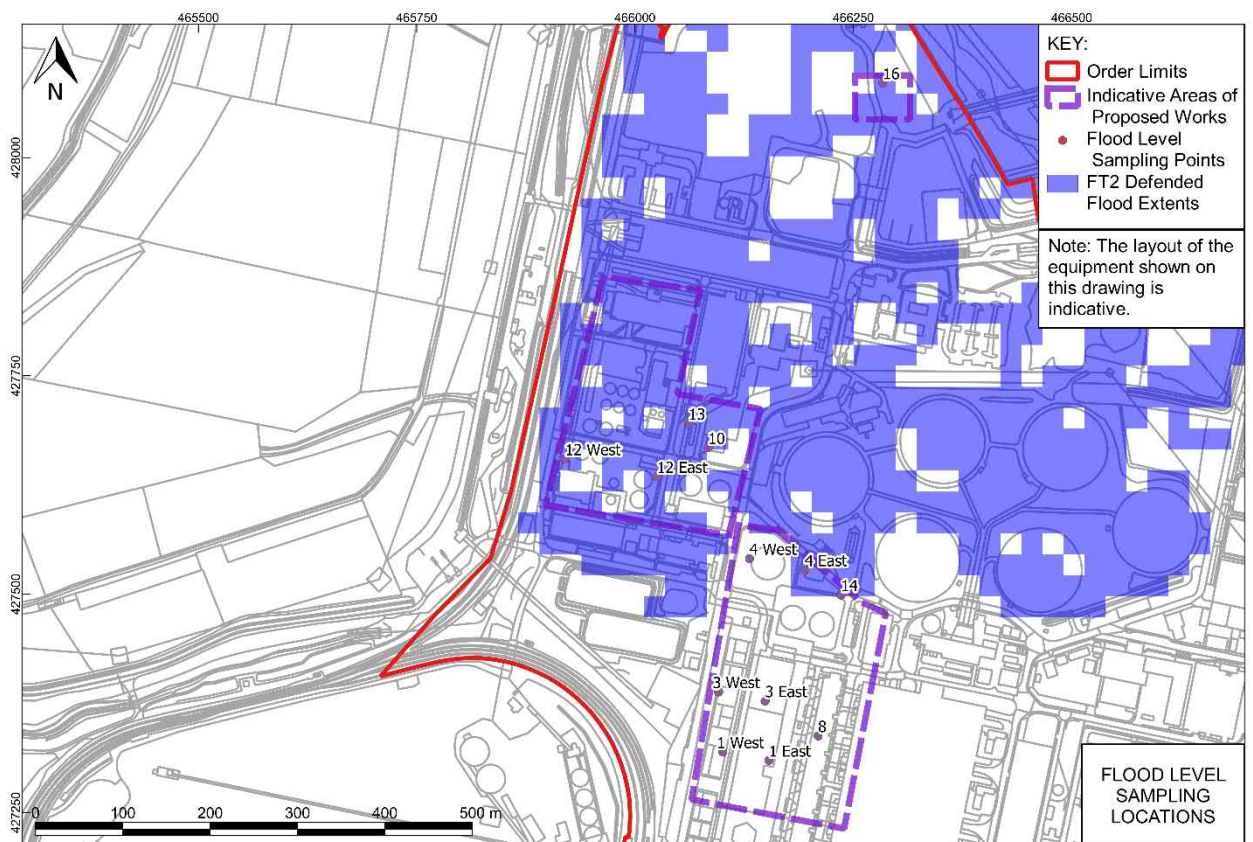 465500
465750
466000
466250
466500
428000
427750
427500
427250
N
KEY:
Order Limits
Indicative Areas of
Proposed Works
Flood Level
Sampling Points
FT2 Defended
Flood Extents
Note: The layout of the
equipment shown on
this drawing is
indicative.
16
13
10
12 West
12 East
4 West
4 East
14
3 West
3 East
8
1 West
1 East
0 100 200 300 400 500 m
FLOOD LEVEL
SAMPLING
LOCATIONS